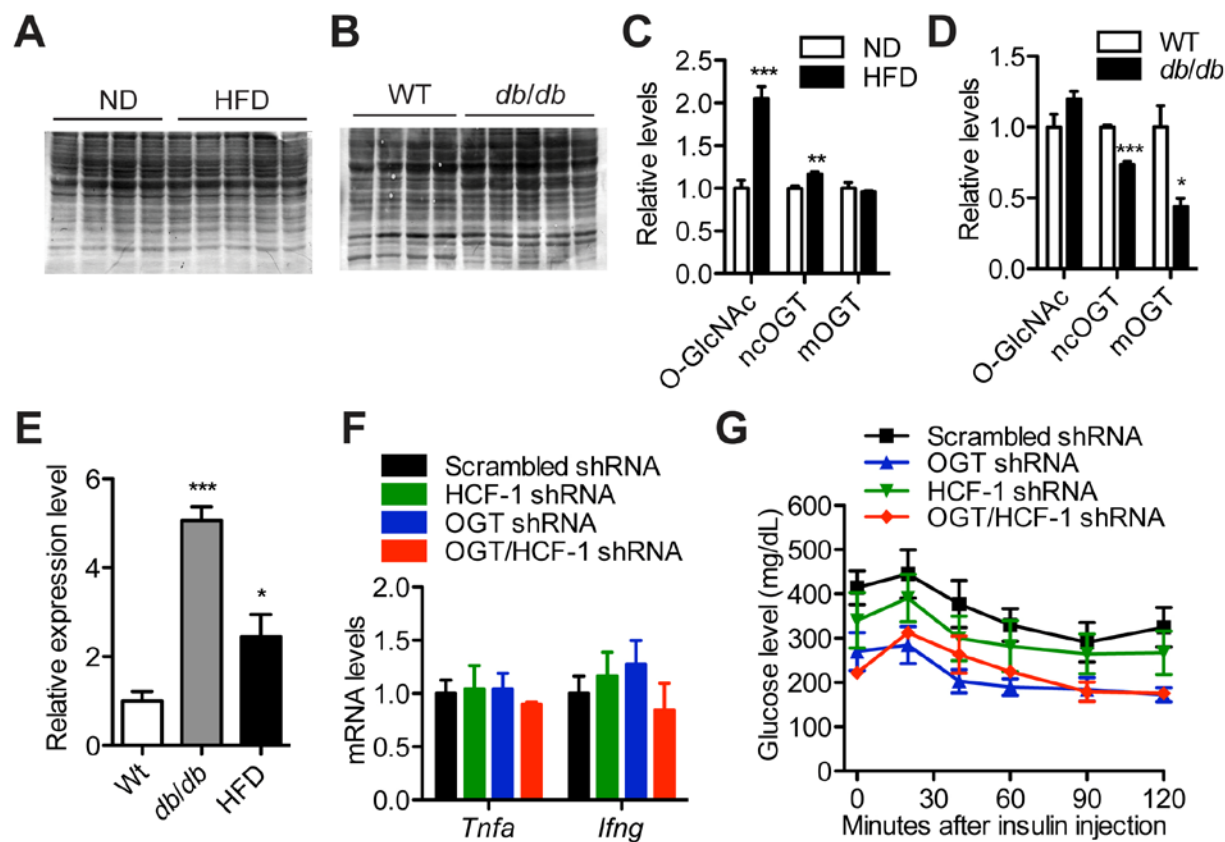 A
ND HFD
B
WT db/db
C
ND
HFD
Relative levels
2.5
2.0
1.5
1.0
0.5
0.0
***
**
O-GlcNAc
ncOGT
mOGT
D
WT
db/db
Relative levels
1.5
1.0
0.5
0.0
***
*
O-GlcNAc
ncOGT
mOGT
E
Relative expression level
6
4
2
0
***
*
Wt
db/db
HFD
F
Scrambled shRNA
HCF-1 shRNA
OGT shRNA
OGT/HCF-1 shRNA
mRNA levels
1.5
1.0
0.5
0.0
Tnfa Ifng
G
Scrambled shRNA
OGT shRNA
HCF-1 shRNA
OGT/HCF-1 shRNA
Glucose level (mg/dL)
600
500
400
300
200
100
0
0 30 60 90 120
Minutes after insulin injection